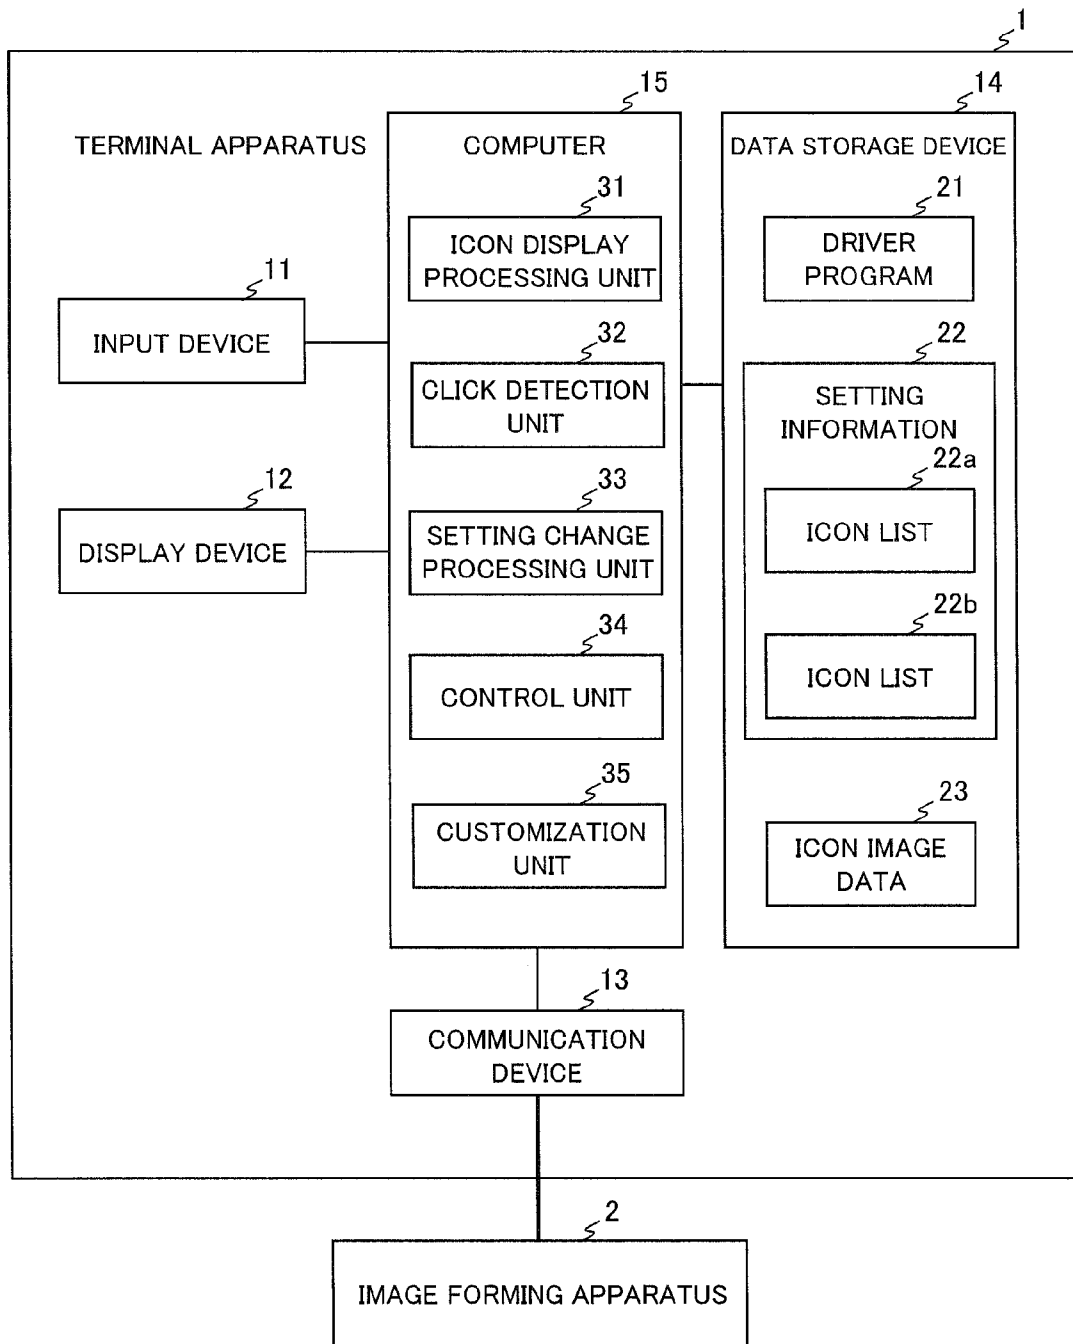 1
TERMINAL APPARATUS
11
INPUT DEVICE
12
DISPLAY DEVICE
15
COMPUTER
31
ICON DISPLAY
PROCESSING UNIT
32
CLICK DETECTION
UNIT
33
SETTING CHANGE
PROCESSING UNIT
34
CONTROL UNIT
35
CUSTOMIZATION
UNIT
14
DATA STORAGE DEVICE
21
DRIVER
PROGRAM
22
SETTING
INFORMATION
22a
ICON LIST
22b
ICON LIST
23
ICON IMAGE
DATA
13
COMMUNICATION
DEVICE
2
IMAGE FORMING APPARATUS